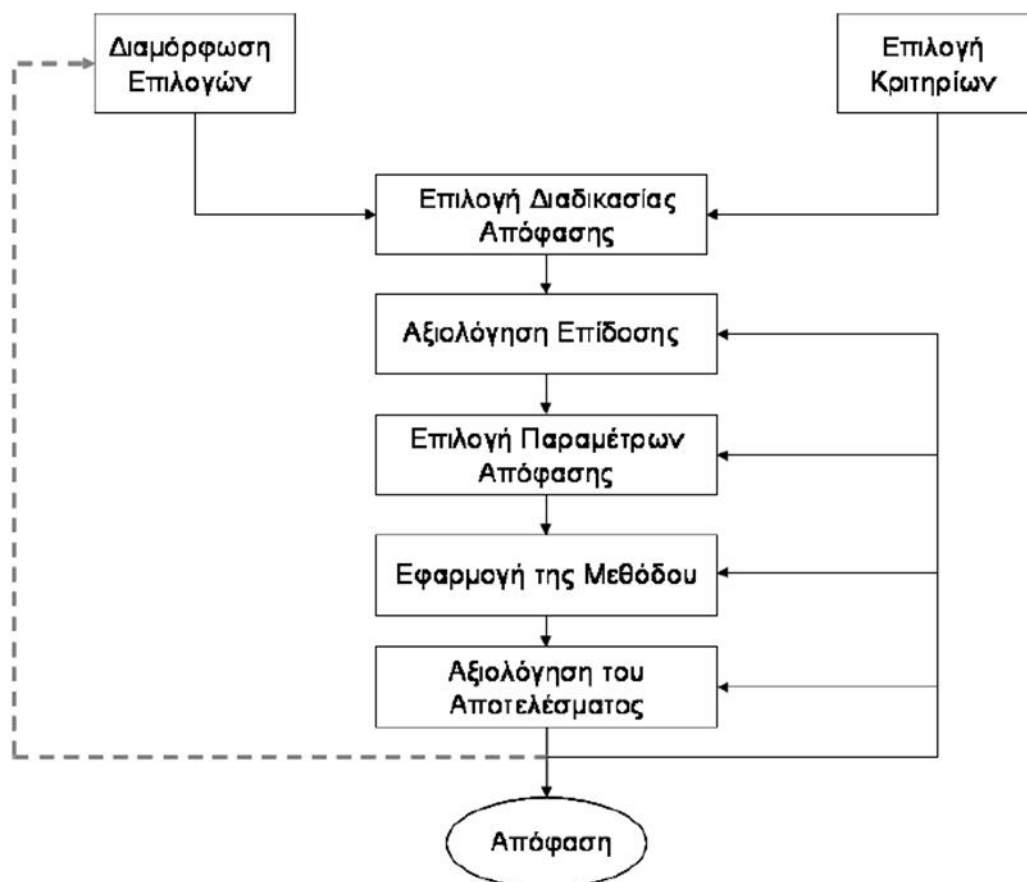 Διαμόρφωση
Επιλογών
Επιλογή
Κριτηρίων
Επιλογή Διαδικασίας
Απόφασης
Αξιολόγηση Επίδοσης
Επιλογή Παραμέτρων
Απόφασης
Εφαρμογή της Μεθόδου
Αξιολόγηση του
Αποτελέσματος
Απόφαση